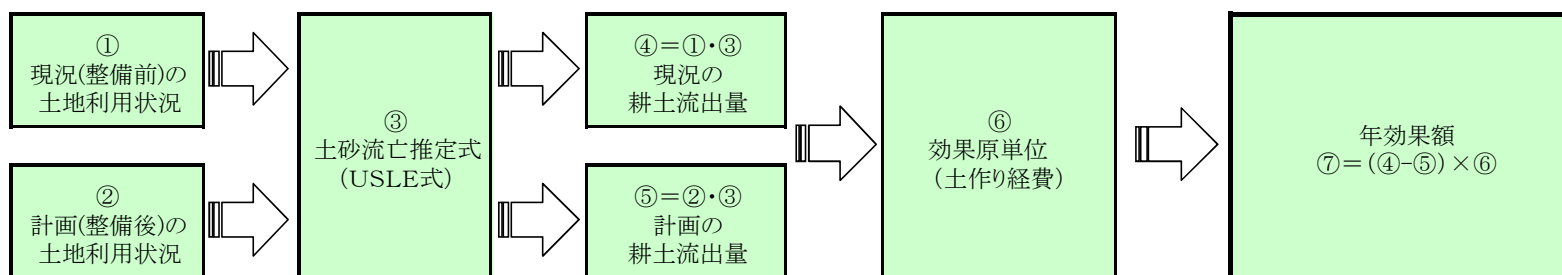 ①
現況(整備前)の
土地利用状況
②
計画(整備後)の
土地利用状況
③
土砂流亡推定式
(USLE式)
④=①・③
現況の
耕土流出量
⑤=②・③
計画の
耕土流出量
⑥
効果原単位
(土作り経費)
年効果額
⑦=(④-⑤)×⑥